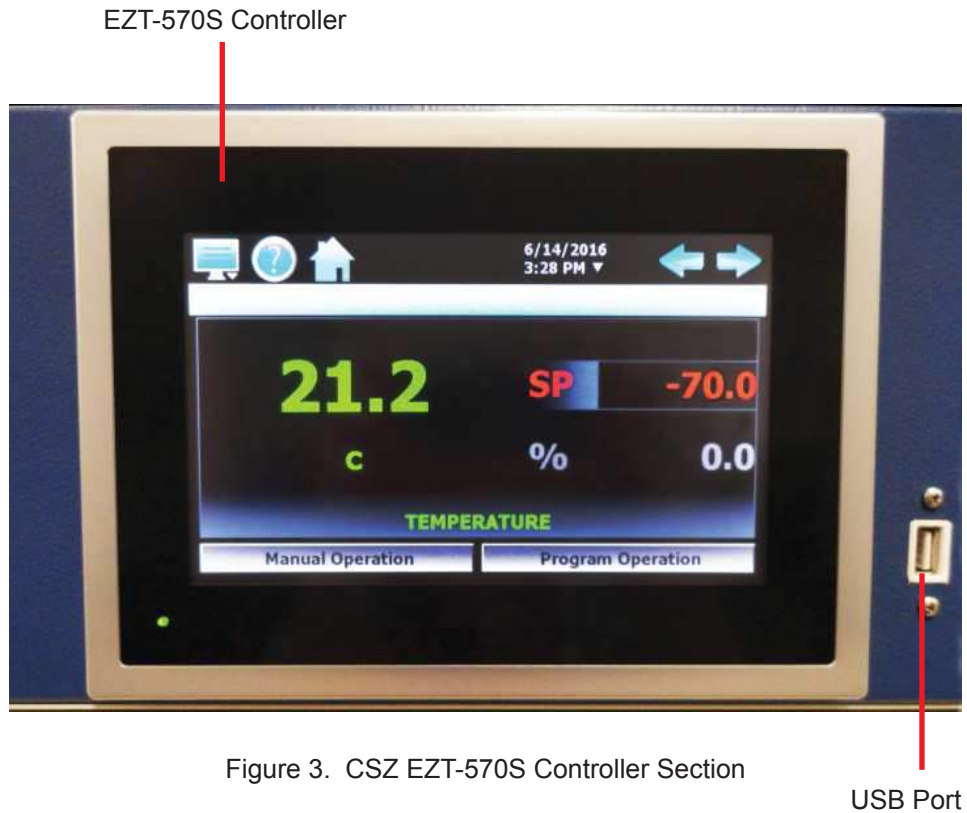 EZT-570S Controller
6/14/2016
3:28 PM ▼
21.2
SP -70.0
C
% 0.0
TEMPERATURE
Manual Operation Program Operation
Figure 3. CSZ EZT-570S Controller Section
USB Port